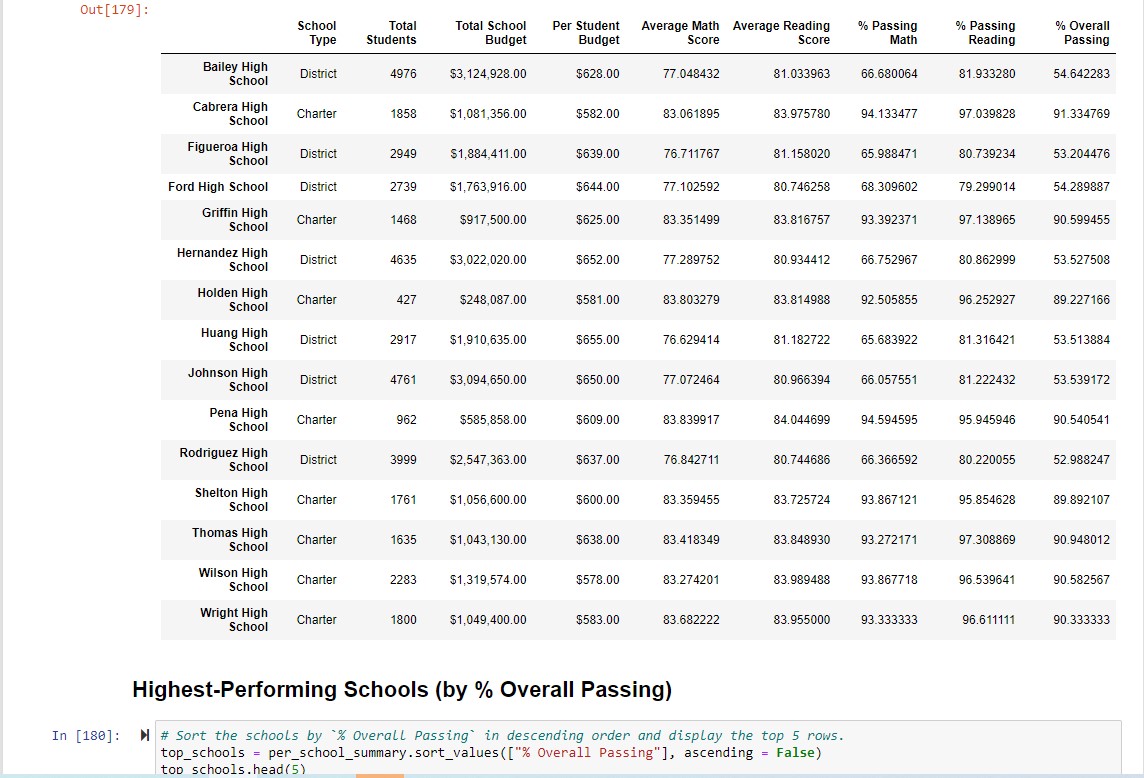 Out[179]:
School Type Total Students Total School Budget Per Student Budget Average Math Score Average Reading Score % Passing Math % Passing Reading % Overall Passing
Bailey High School District 4976 $3,124,928.00 $628.00 77.048432 81.033963 66.680064 81.933280 54.642283
Cabrera High School Charter 1858 $1,081,356.00 $582.00 83.061895 83.975780 94.133477 97.039828 91.334769
Figueroa High School District 2949 $1,884,411.00 $639.00 76.711767 81.158020 65.988471 80.739234 53.204476
Ford High School District 2739 $1,763,916.00 $644.00 77.102592 80.746258 68.309602 79.299014 54.289887
Griffin High School Charter 1468 $917,500.00 $625.00 83.351499 83.816757 93.392371 97.138965 90.599455
Hernandez High School District 4635 $3,022,020.00 $652.00 77.289752 80.934412 66.752967 80.862999 53.527508
Holden High School Charter 427 $248,087.00 $581.00 83.803279 83.814988 92.505855 96.252927 89.227166
Huang High School District 2917 $1,910,635.00 $655.00 76.629414 81.182722 65.683922 81.316421 53.513884
Johnson High School District 4761 $3,094,650.00 $650.00 77.072464 80.966394 66.057551 81.222432 53.539172
Pena High School Charter 962 $585,858.00 $609.00 83.839917 84.044699 94.594595 95.945946 90.540541
Rodriguez High School District 3999 $2,547,363.00 $637.00 76.842711 80.744686 66.366592 80.220055 52.988247
Shelton High School Charter 1761 $1,056,600.00 $600.00 83.359455 83.725724 93.867121 95.854628 89.892107
Thomas High School Charter 1635 $1,043,130.00 $638.00 83.418349 83.848930 93.272171 97.308869 90.948012
Wilson High School Charter 2283 $1,319,574.00 $578.00 83.274201 83.989488 93.867718 96.539641 90.582567
Wright High School Charter 1800 $1,049,400.00 $583.00 83.682222 83.955000 93.333333 96.611111 90.333333
Highest-Performing Schools (by % Overall Passing)
In [180]: # Sort the schools by `% Overall Passing` in descending order and display the top 5 rows.
top_schools = per_school_summary.sort_values(["% Overall Passing"], ascending = False)
top_schools.head(5)